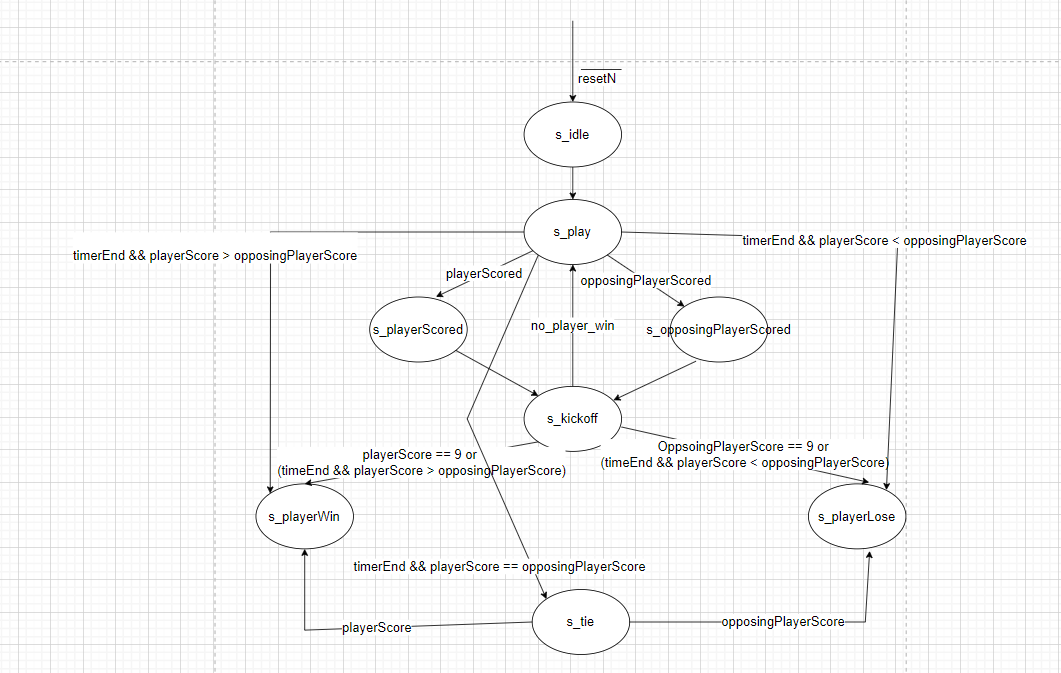 resetN
s_idle
s_play
timerEnd && playerScore > opposingPlayerScore
timerEnd && playerScore < opposingPlayerScore
playerScored
opposingPlayerScored
s_playerScored
no_player_win
s_opposingPlayerScored
s_kickoff
playerScore == 9 or
(timeEnd && playerScore > opposingPlayerScore)
OppsoingPlayerScore == 9 or
(timeEnd && playerScore < opposingPlayerScore)
s_playerWin
s_playerLose
timerEnd && playerScore == opposingPlayerScore
s_tie
playerScore
opposingPlayerScore